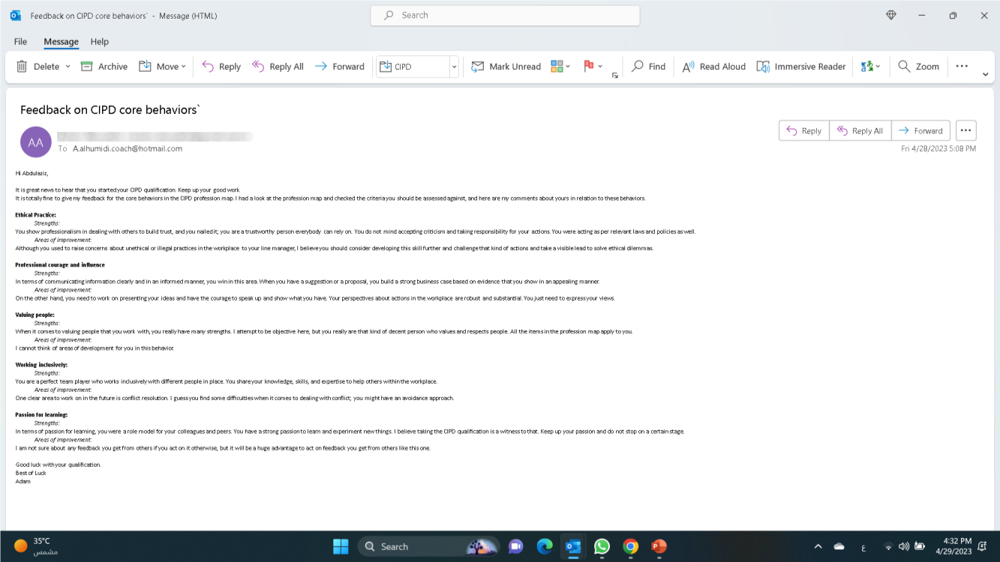 Feedback on CIPD core behaviors` - Message (HTML)
Search
File Message Help
Delete Archive Move Reply Reply All Forward CIPD Mark Unread Find Read Aloud Immersive Reader Zoom
Feedback on CIPD core behaviors`
AA
To A.alhumidi.coach@hotmail.com
Reply Reply All Forward
Fri 4/28/2023 5:08 PM
Hi Abdulaziz,
It is great news to hear that you started your CIPD qualification. Keep up your good work.
It is totally fine to give my feedback for the core behaviors in the CIPD profession map. I had a look at the profession map and checked the criteria you should be assessed against, and here are my comments about yours in relation to these behaviors.
Ethical Practice:
Strengths:
You show professionalism in dealing with others to build trust, and you nailed it; you are a trustworthy person everybody can rely on. You do not mind accepting criticism and taking responsibility for your actions. You were acting as per relevant laws and policies as well.
Areas of improvement:
Although you used to raise concerns about unethical or illegal practices in the workplace to your line manager, I believe you should consider developing this skill further and challenge that kind of actions and take a visible lead to solve ethical dilemmas.
Professional courage and influence
Strengths:
In terms of communicating information clearly and in an informed manner, you win in this area. When you have a suggestion or a proposal, you build a strong business case based on evidence that you show in an appealing manner.
Areas of improvement:
On the other hand, you need to work on presenting your ideas and have the courage to speak up and show what you have. Your perspectives about actions in the workplace are robust and substantial. You just need to express your views.
Valuing people:
Strengths:
When it comes to valuing people that you work with, you really have many strengths. I attempt to be objective here, but you really are that kind of decent person who values and respects people. All the items in the profession map apply to you.
Areas of improvement:
I cannot think of areas of development for you in this behavior.
Working inclusively:
Strengths:
You are a perfect team player who works inclusively with different people in place. You share your knowledge, skills, and expertise to help others within the workplace.
Areas of improvement:
One clear area to work on in the future is conflict resolution. I guess you find some difficulties when it comes to dealing with conflict; you might have an avoidance approach.
Passion for learning:
Strengths:
In terms of passion for learning, you were a role model for your colleagues and peers. You have a strong passion to learn and experiment new things. I believe taking the CIPD qualification is a witness to that. Keep up your passion and do not stop on a certain stage.
Areas of improvement:
I am not sure about any feedback you get from others if you act on it otherwise, but it will be a huge advantage to act on feedback you get from others like this one.
Good luck with your qualification.
Best of Luck
Adam
35°C
مشمس
Search
ع
4:32 PM
4/29/2023